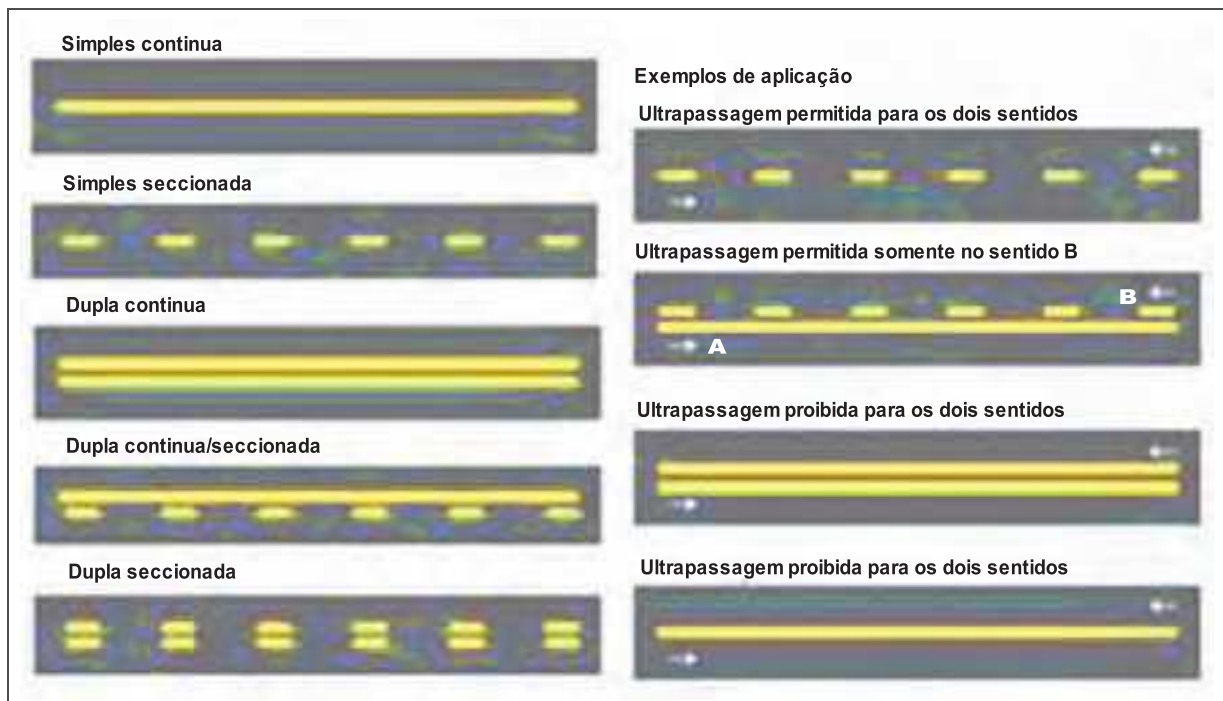 Simples continua
Simples seccionada
Dupla continua
Dupla continua/seccionada
Dupla seccionada
Exemplos de aplicação
Ultrapassagem permitida para os dois sentidos
Ultrapassagem permitida somente no sentido B
B
A
Ultrapassagem proibida para os dois sentidos
Ultrapassagem proibida para os dois sentidos